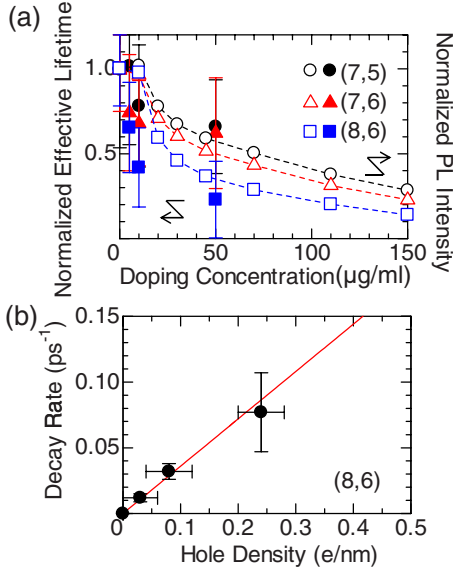 (a)
Normalized Effective Lifetime
Normalized PL Intensity
1.0
0.5
(7,5)
(7,6)
(8,6)
0 50 100 150
Doping Concentration(μg/ml)
(b)
Decay Rate (ps⁻¹)
0.15
0.10
0.05
(8,6)
0 0.1 0.2 0.3 0.4 0.5
Hole Density (e/nm)